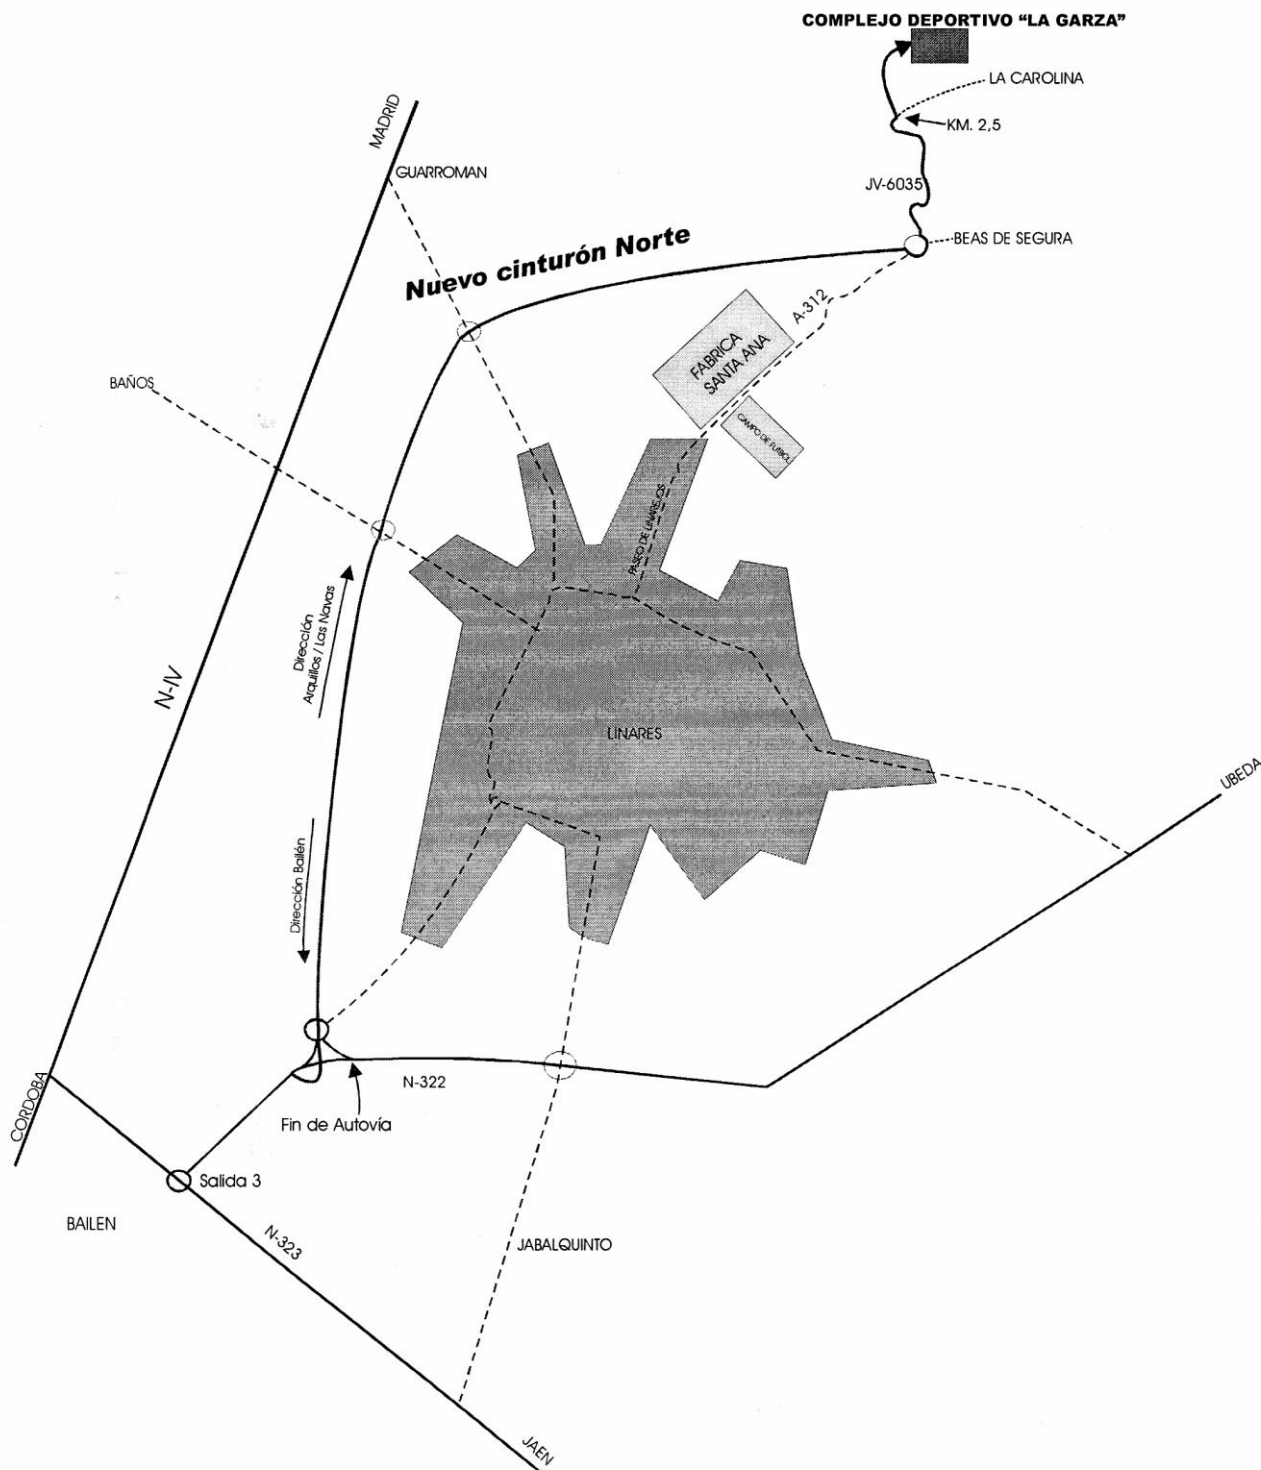 COMPLEJO DEPORTIVO “LA GARZA”
LA CAROLINA
KM. 2,5
MADRID
GUARROMAN
JV-6035
BEAS DE SEGURA
Nuevo cinturón Norte
A-312
FABRICA
SANTA ANA
BAÑOS
CAMPO DE FUTBOL
PASEO DE LINAREJOS
Dirección
Arquillos / Las Navas
N-IV
LINARES
UBEDA
Dirección Bailén
N-322
CORDOBA
Fin de Autovía
Salida 3
BAILEN
N-323
JABALQUINTO
JAEN